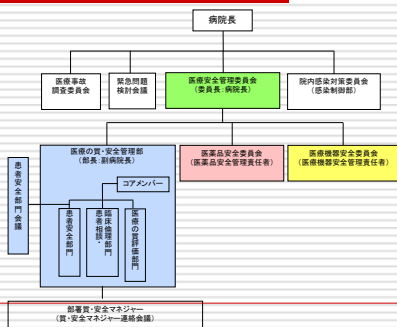 病院長
医療事故
調査委員会
緊急問題
検討会議
医療安全管理委員会
（委員長：病院長）
院内感染対策委員会
（感染制御部）
医療の質・安全管理部
（部長：副病院長）
医薬品安全委員会
（医薬品安全管理責任者）
医療機器安全委員会
（医療機器安全管理責任者）
患者安全部門会議
コアメンバー
患者安全部門
臨床倫理部門
患者相談・
医療の質評価部門
部署質・安全マネジャー
（質・安全マネジャー連絡会議）